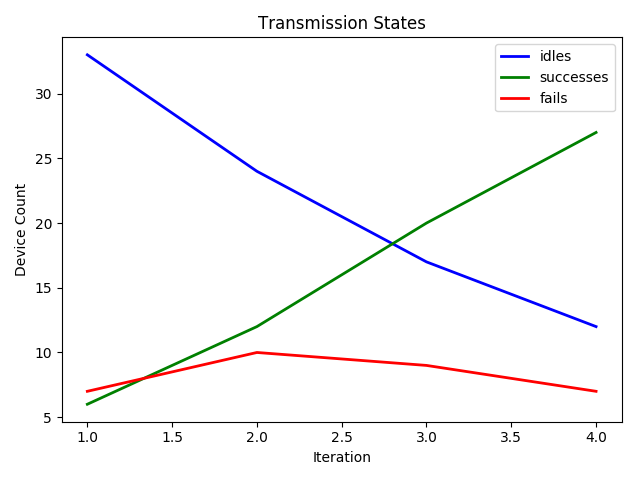 Transmission States
idles
successes
fails
Device Count
30
25
20
15
10
5
1.0 1.5 2.0 2.5 3.0 3.5 4.0
Iteration